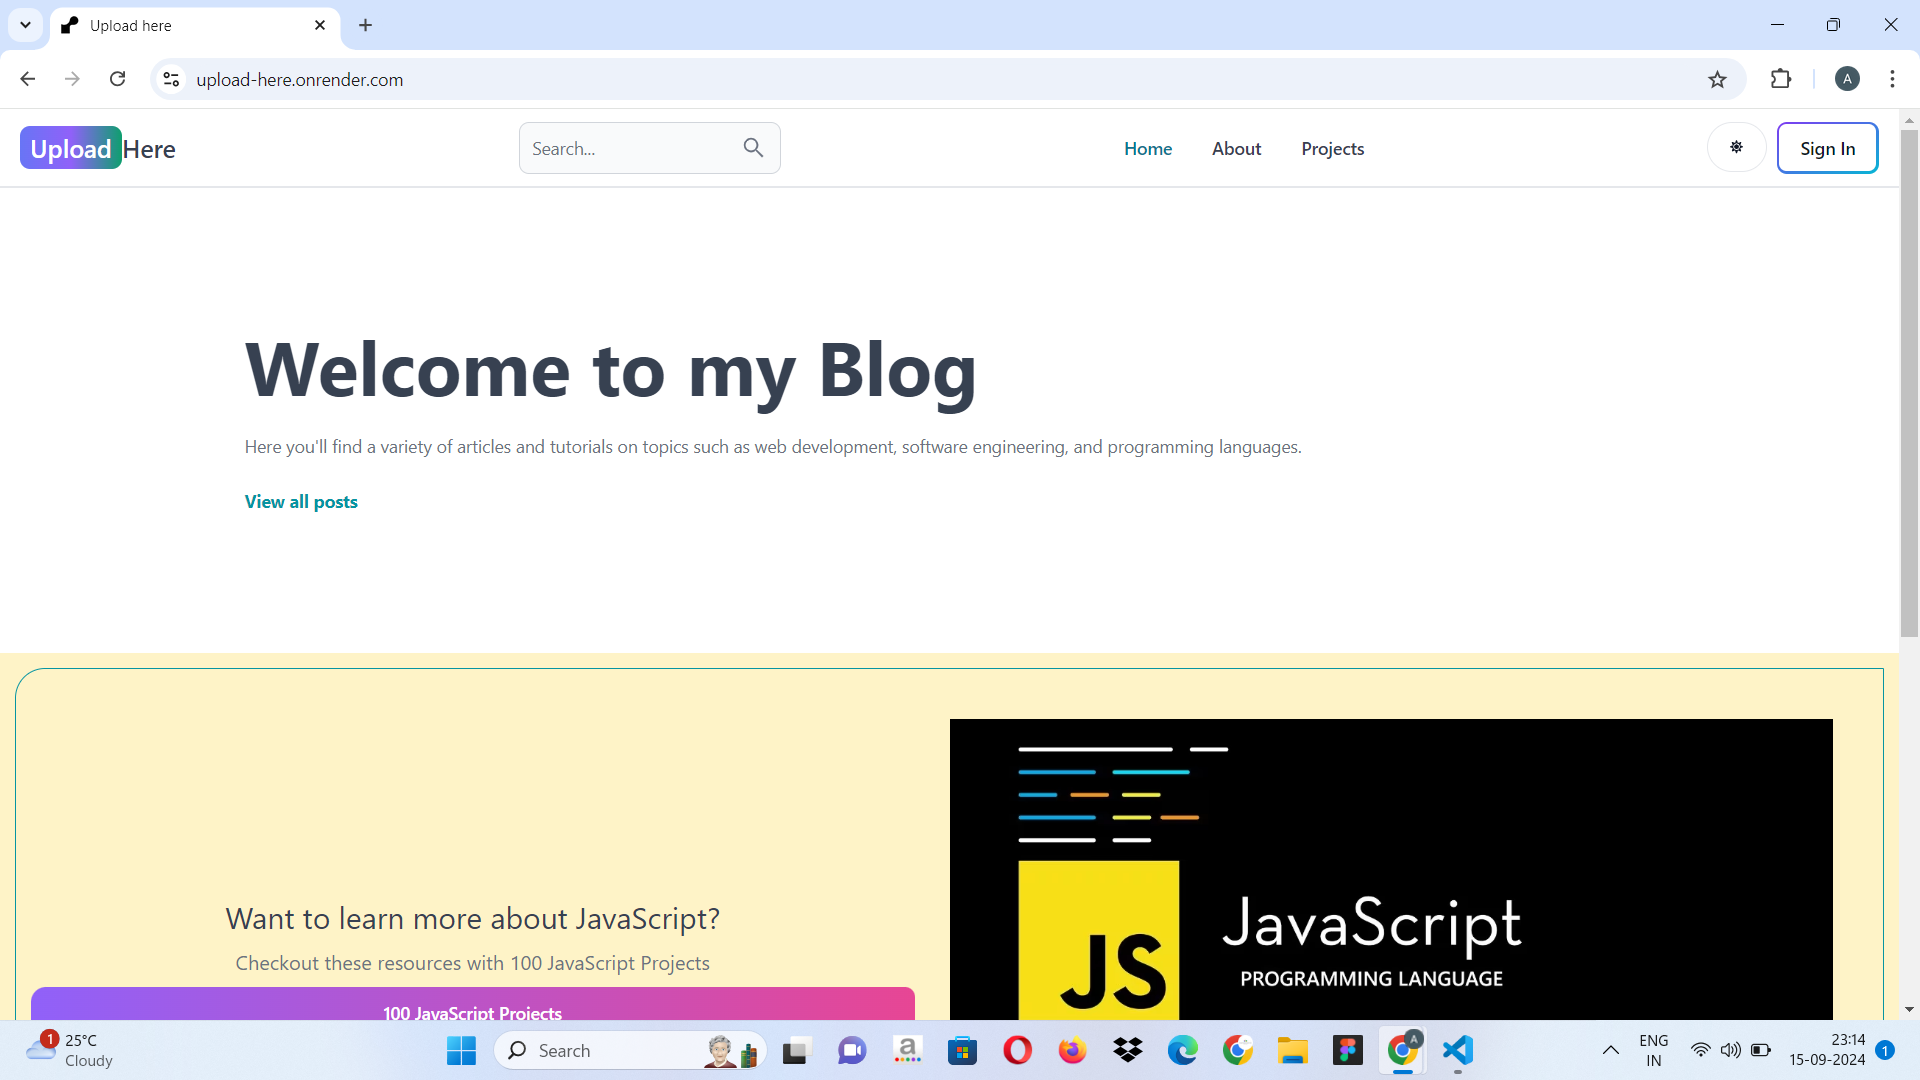 Upload here
upload-here.onrender.com
A
Upload Here
Search...
Home
About
Projects
Sign In
Welcome to my Blog
Here you'll find a variety of articles and tutorials on topics such as web development, software engineering, and programming languages.
View all posts
Want to learn more about JavaScript?
Checkout these resources with 100 JavaScript Projects
100 JavaScript Projects
JS
JavaScript
PROGRAMMING LANGUAGE
1
25°C
Cloudy
Search
a
A
ENG
IN
23:14
15-09-2024
1